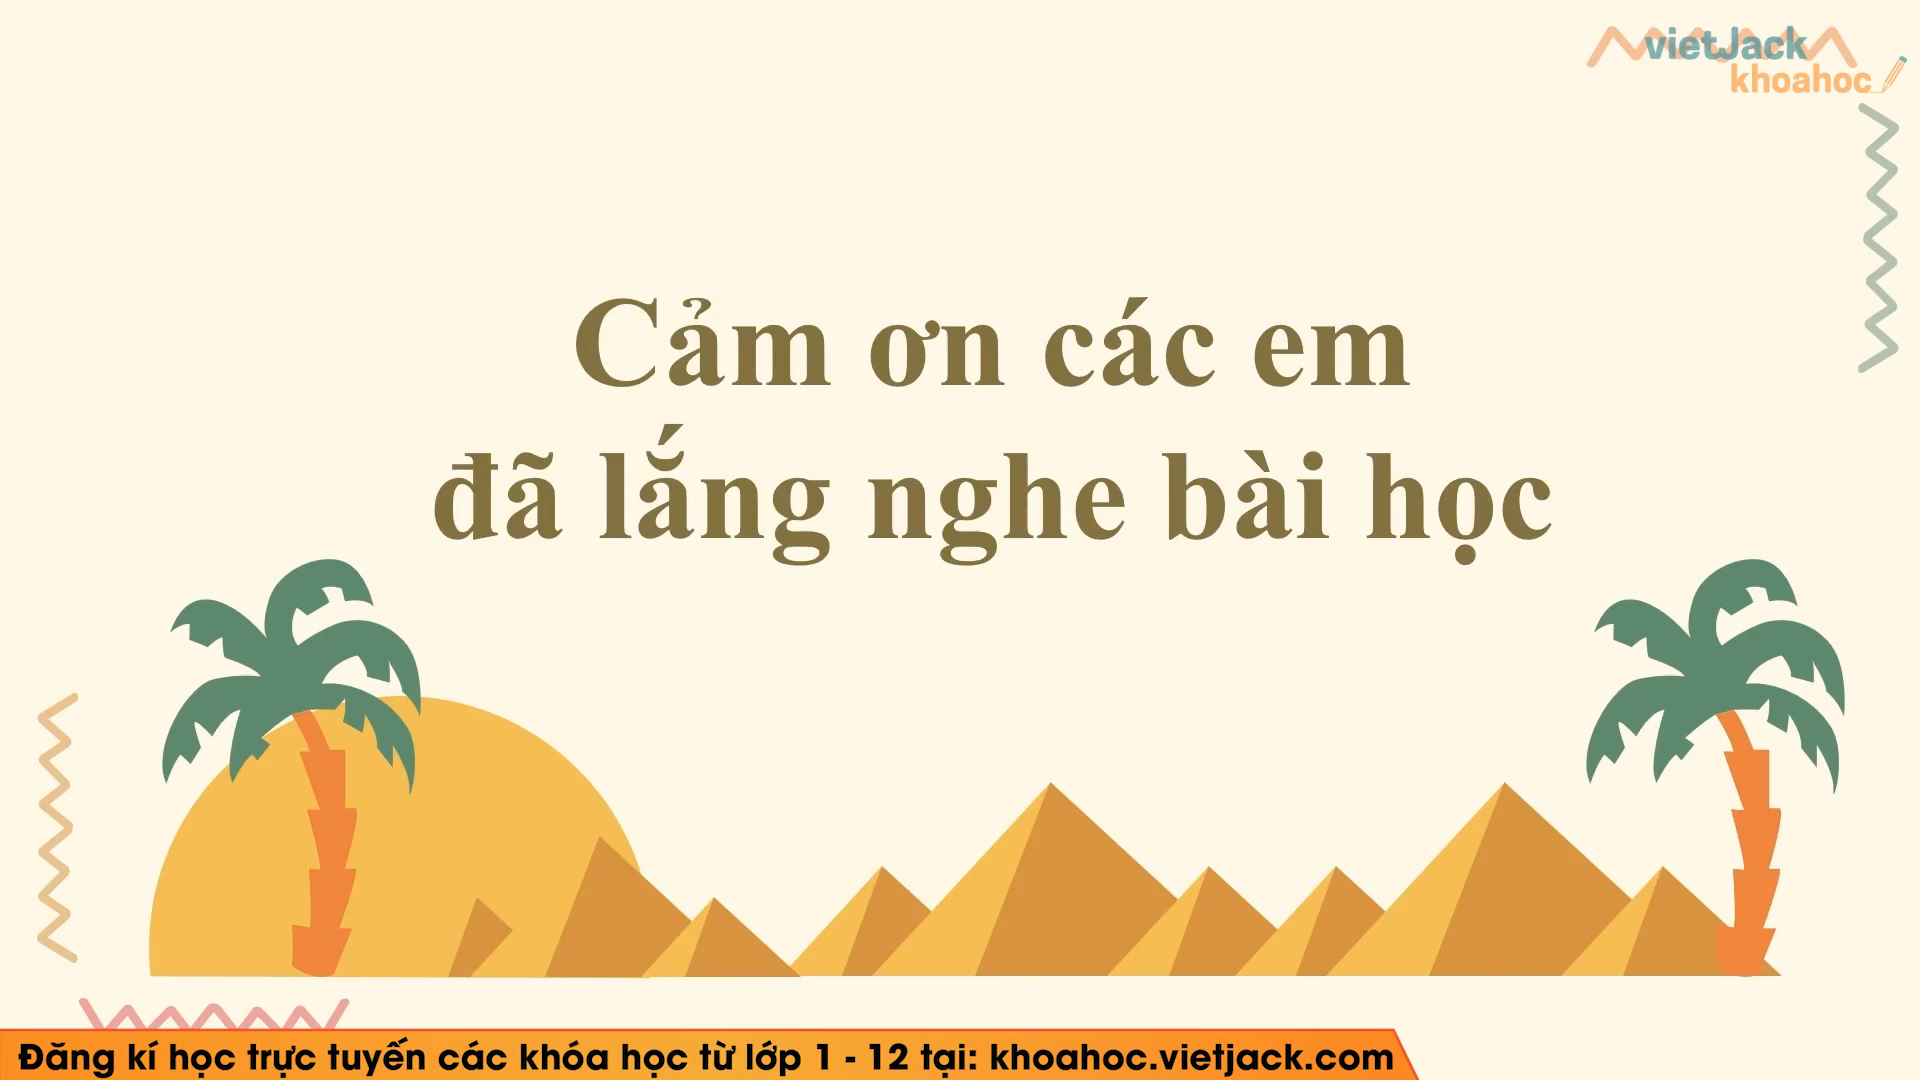 vietJack
khoahoc
Cảm ơn các em
đã lắng nghe bài học
Đăng kí học trực tuyến các khóa học từ lớp 1 - 12 tại: khoahoc.vietjack.com